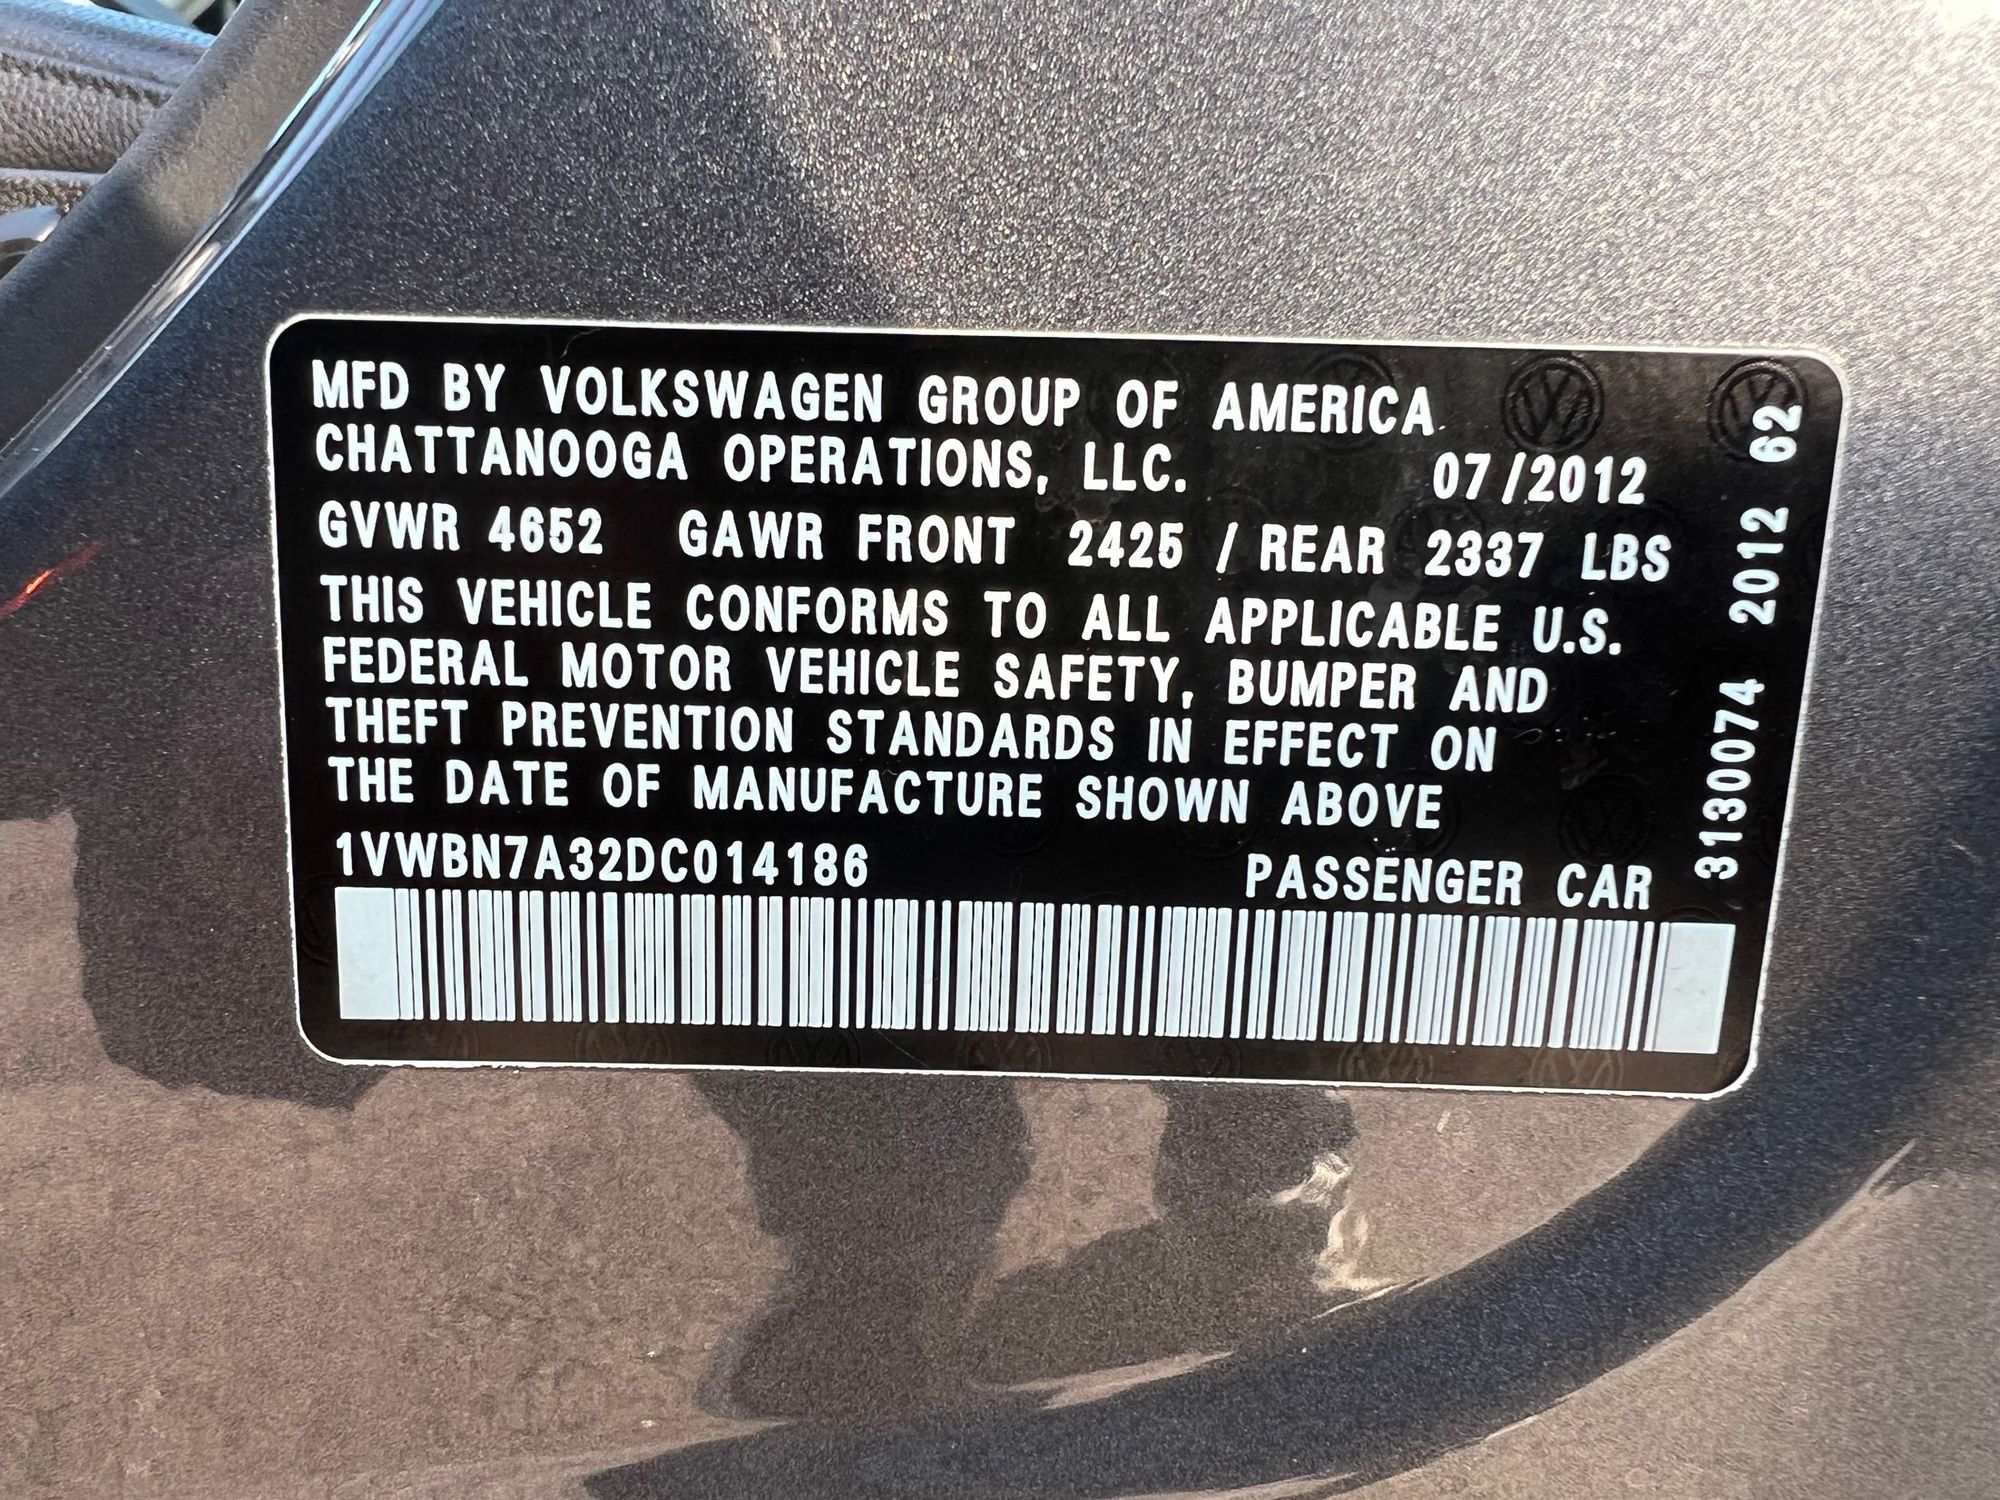 MFD BY VOLKSWAGEN GROUP OF AMERICA
CHATTANOOGA OPERATIONS, LLC. 07/2012
GVWR 4652 GAWR FRONT 2425 / REAR 2337 LBS
THIS VEHICLE CONFORMS TO ALL APPLICABLE U.S.
FEDERAL MOTOR VEHICLE SAFETY, BUMPER AND
THEFT PREVENTION STANDARDS IN EFFECT ON
THE DATE OF MANUFACTURE SHOWN ABOVE
1VWBN7A32DC014186 PASSENGER CAR
3130074 2012 62